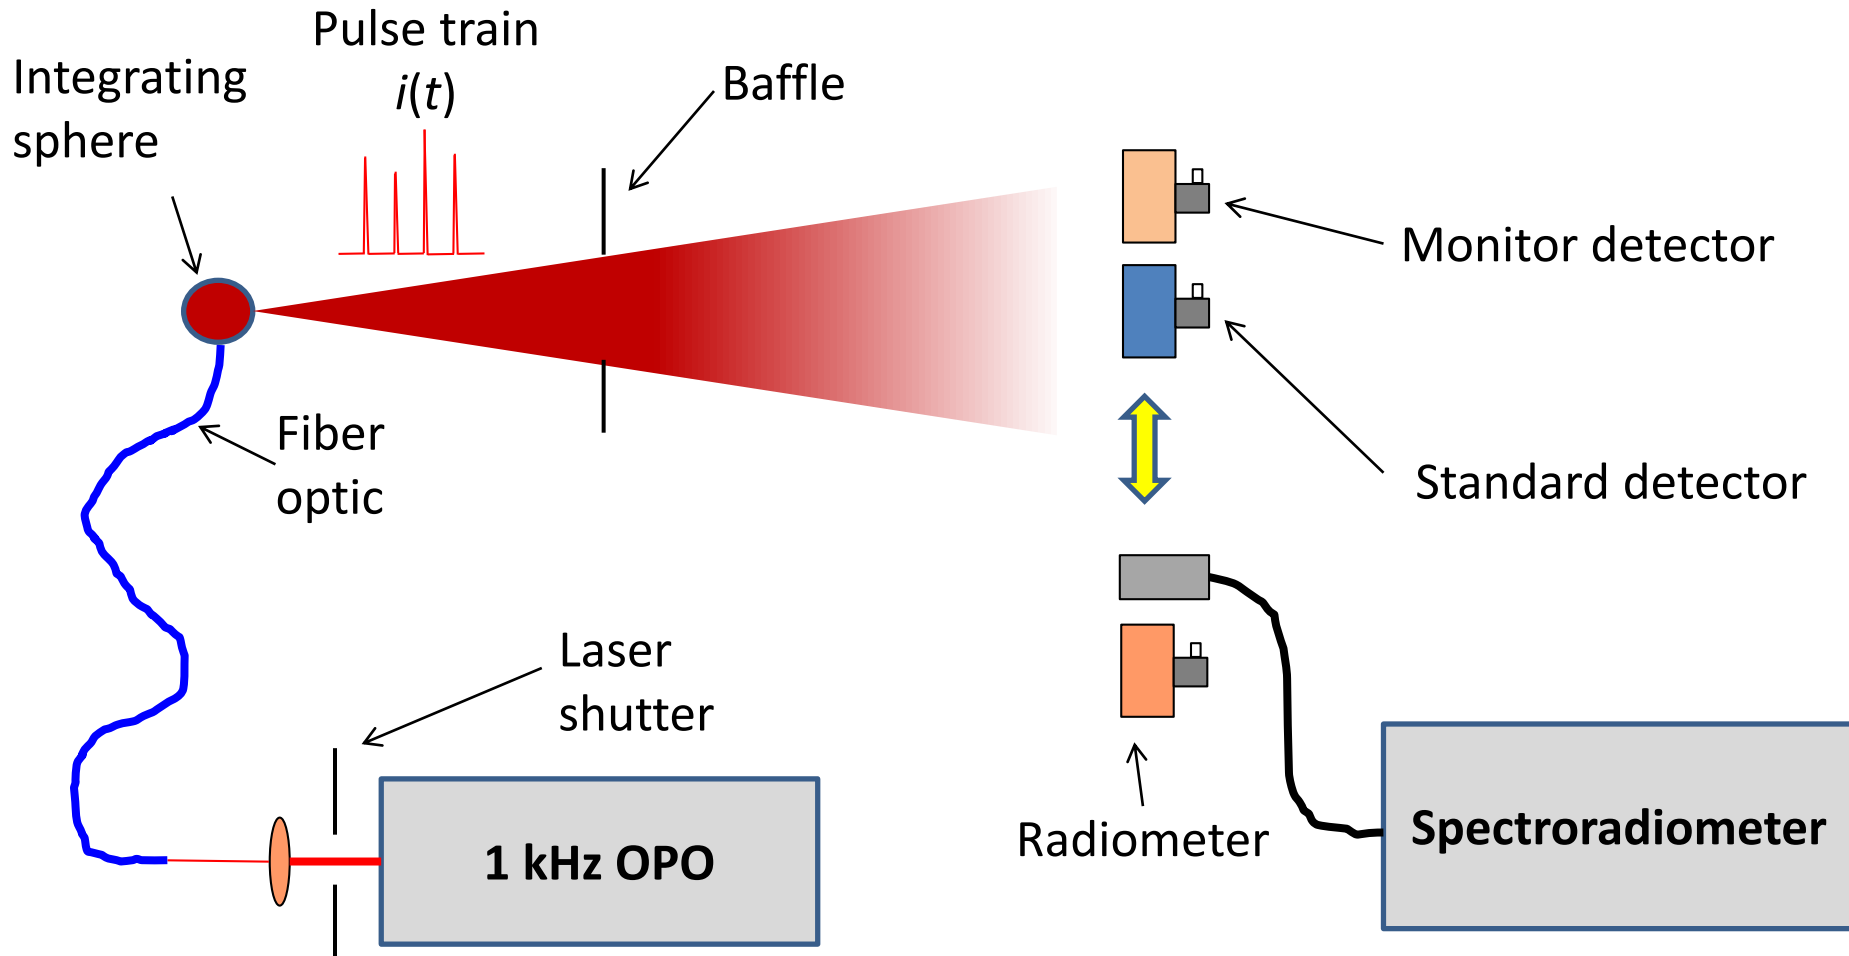 Pulse train
i(t)
Integrating
sphere
Baffle
Monitor detector
Standard detector
Fiber
optic
Laser
shutter
Radiometer
1 kHz OPO
Spectroradiometer